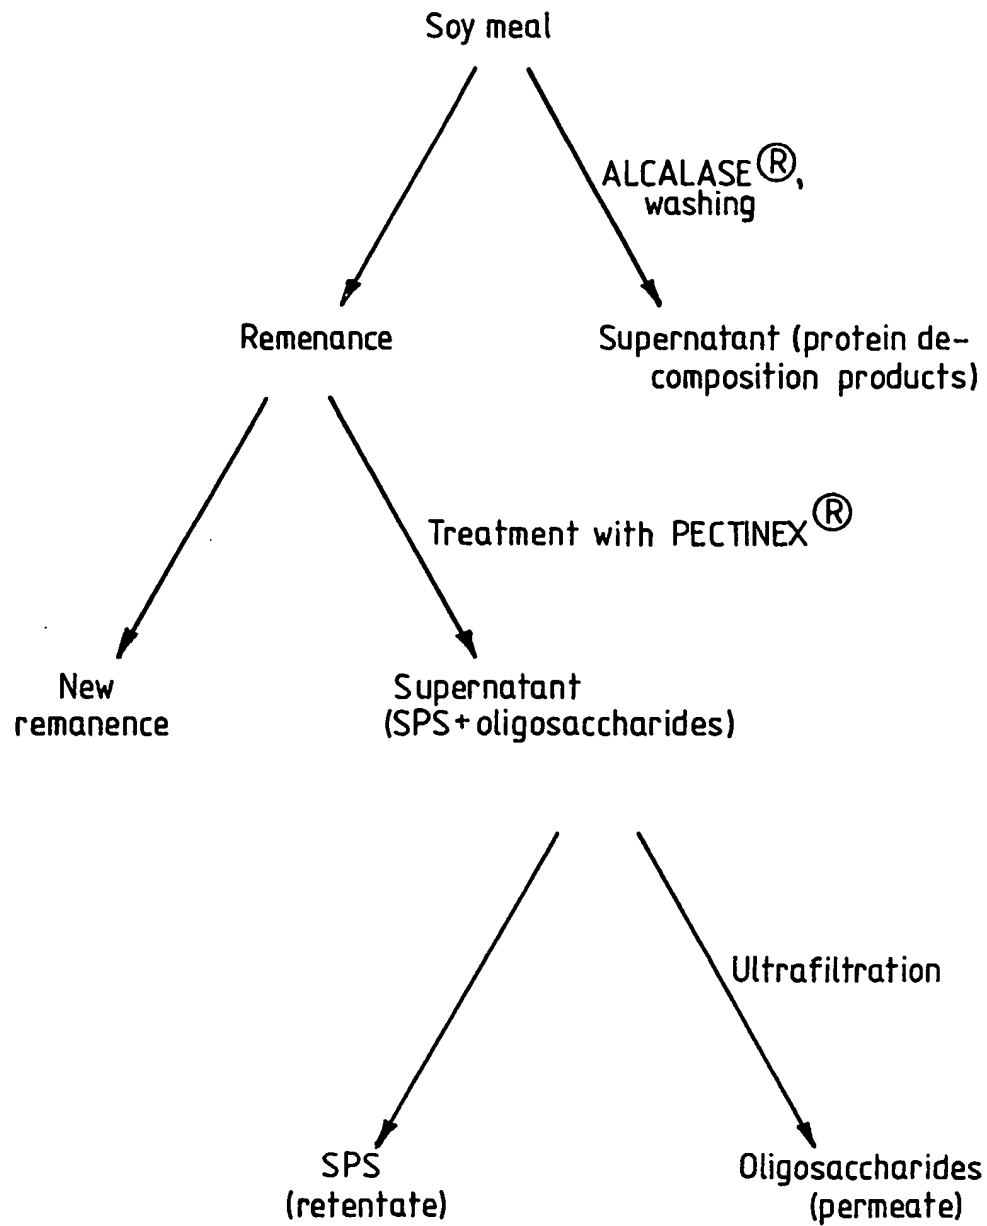 Soy meal
ALCALASE®,
washing
Remenance
Supernatant (protein de-
composition products)
Treatment with PECTINEX®
New
remanence
Supernatant
(SPS+oligosaccharides)
Ultrafiltration
SPS
(retentate)
Oligosaccharides
(permeate)